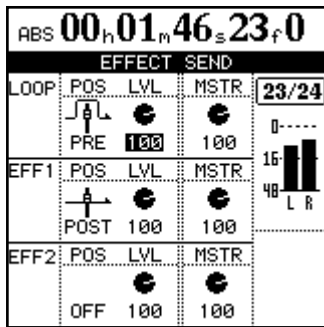 ABS 00h01m46s23f0
EFFECT SEND
LOOP POS LVL MSTR 23/24
PRE 100 100
0-----
16-
48-
L R
EFF1 POS LVL MSTR
POST 100 100
EFF2 POS LVL MSTR
OFF 100 100